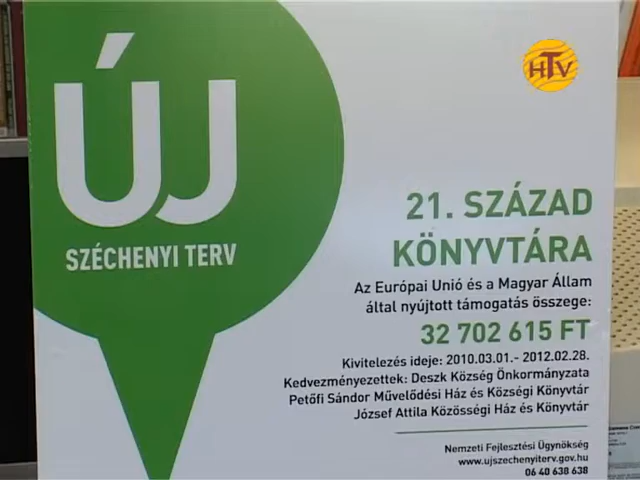 HTV
ÚJ
SZÉCHENYI TERV
21. SZÁZAD
KÖNYVTÁRA
Az Európai Unió és a Magyar Állam
által nyújtott támogatás összege:
32 702 615 FT
Kivitelezés ideje: 2010.03.01.- 2012.02.28.
Kedvezményezettek: Deszk Község Önkormányzata
Petőfi Sándor Művelődési Ház és Községi Könyvtár
József Attila Közösségi Ház és Könyvtár
Nemzeti Fejlesztési Ügynökség
www.ujszechenyiterv.gov.hu
06 40 638 638